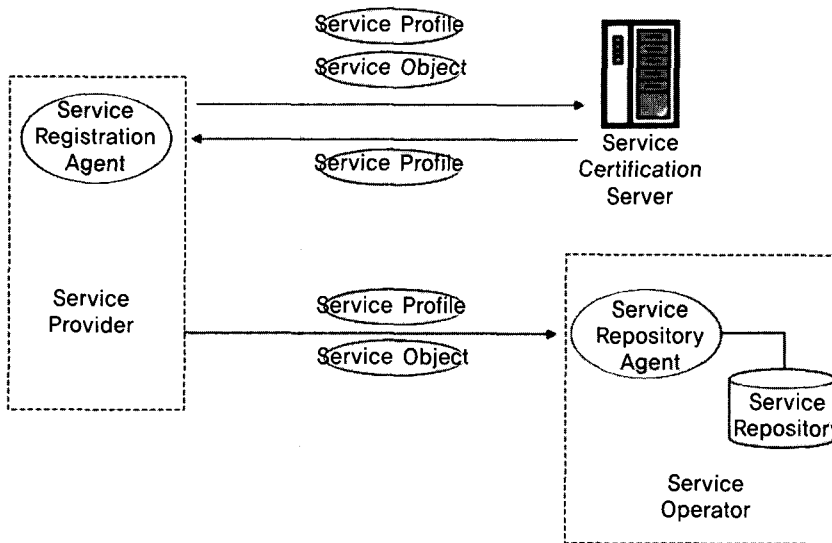 Service Profile
Service Object
Service
Registration
Agent
Service Profile
Service
Certification
Server
Service
Provider
Service Profile
Service Object
Service
Repository
Agent
Service
Repository
Service
Operator